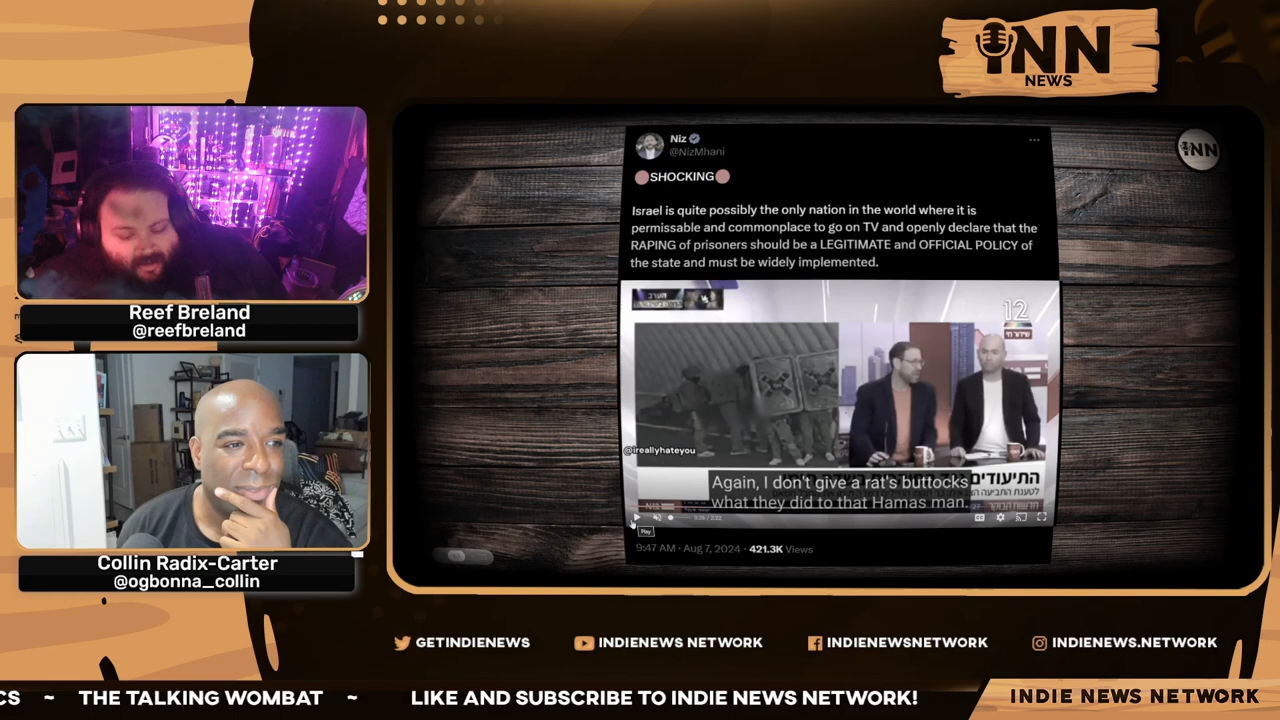 INN
NEWS
Niz
@NizMhani
SHOCKING
Israel is quite possibly the only nation in the world where it is
permissable and commonplace to go on TV and openly declare that the
RAPING of prisoners should be a LEGITIMATE and OFFICIAL POLICY of
the state and must be widely implemented.
INN
12
שידור חי
@ireallyhateyou
Again, I don't give a rat's buttocks
what they did to that Hamas man.
התיעודים
Play
9:47 AM · Aug 7, 2024 · 421.3K Views
Reef Breland
@reefbreland
Collin Radix-Carter
@ogbonna_collin
GETINDIENEWS
INDIENEWS NETWORK
INDIENEWSNETWORK
INDIENEWS.NETWORK
CS ~ THE TALKING WOMBAT ~ LIKE AND SUBSCRIBE TO INDIE NEWS NETWORK!
INDIE NEWS NETWORK